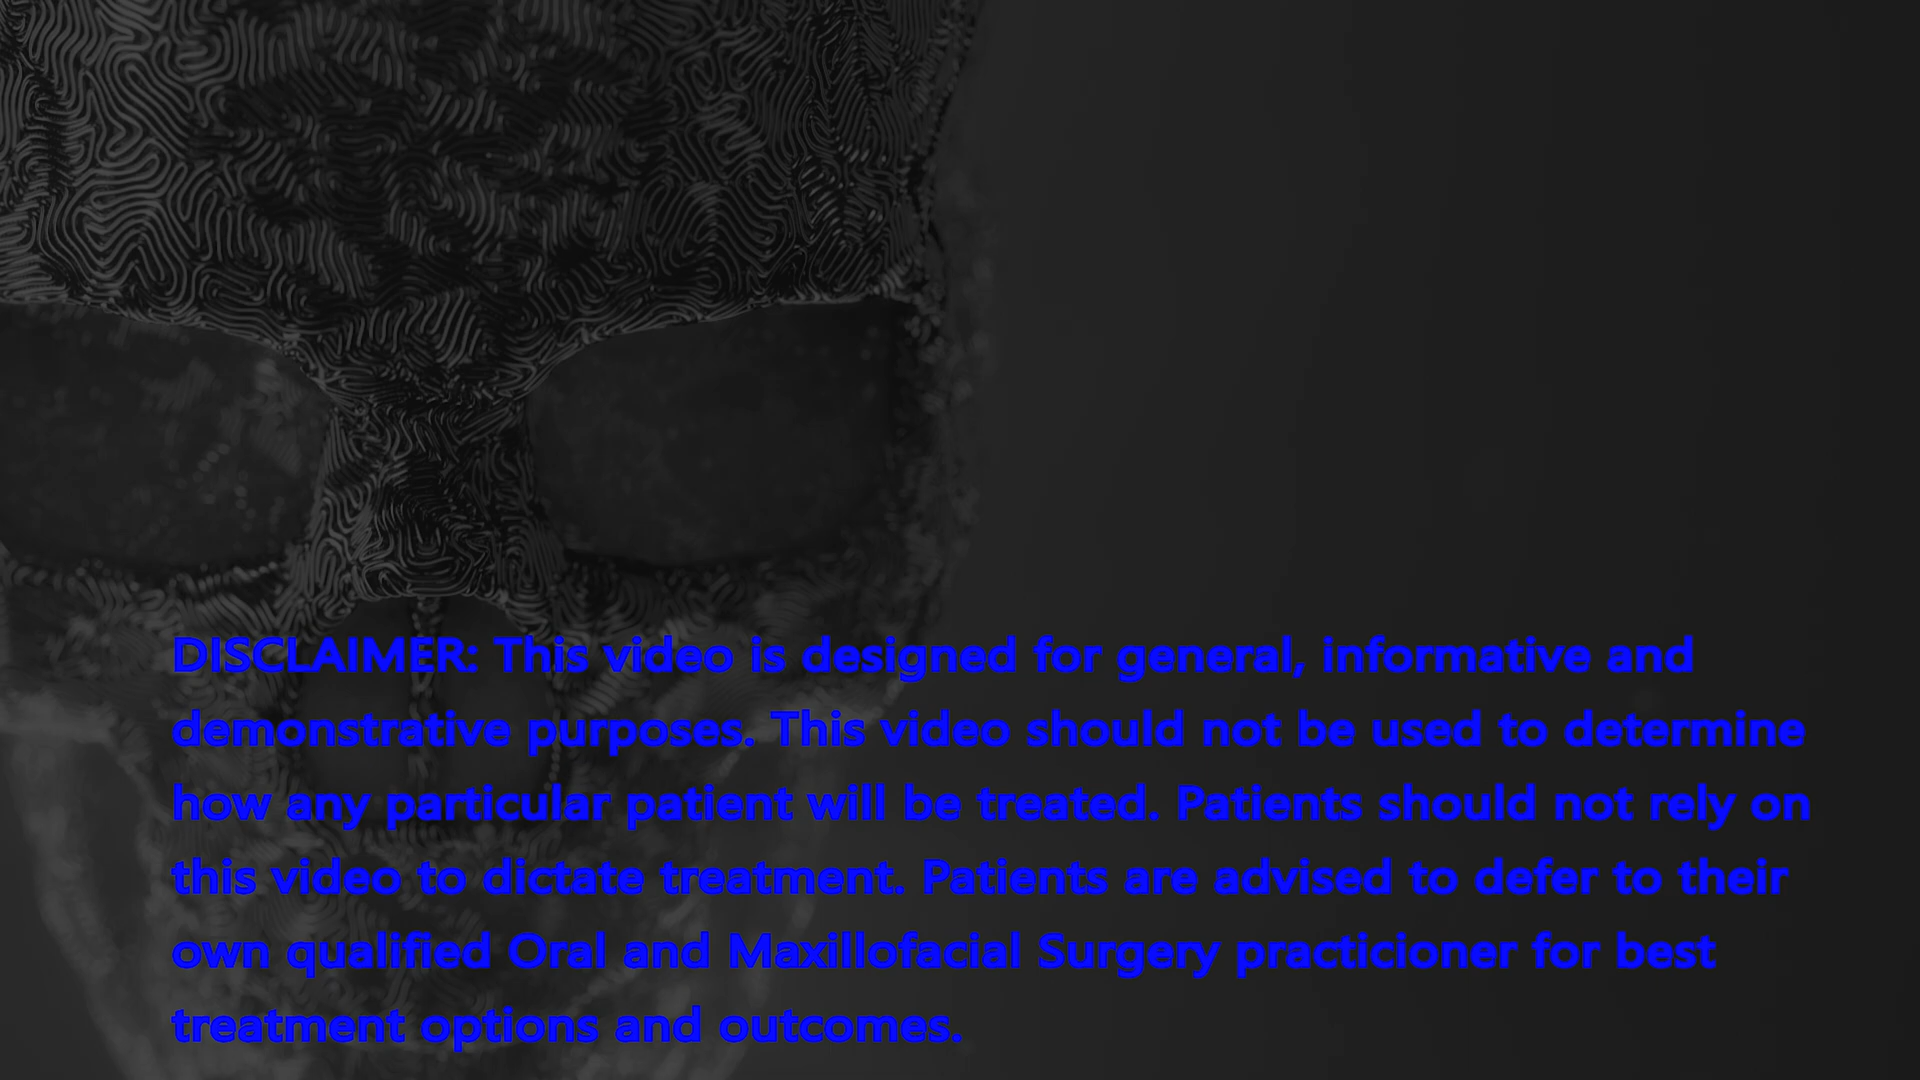 DISCLAIMER: This video is designed for general, informative and
demonstrative purposes. This video should not be used to determine
how any particular patient will be treated. Patients should not rely on
this video to dictate treatment. Patients are advised to defer to their
own qualified Oral and Maxillofacial Surgery practicioner for best
treatment options and outcomes.